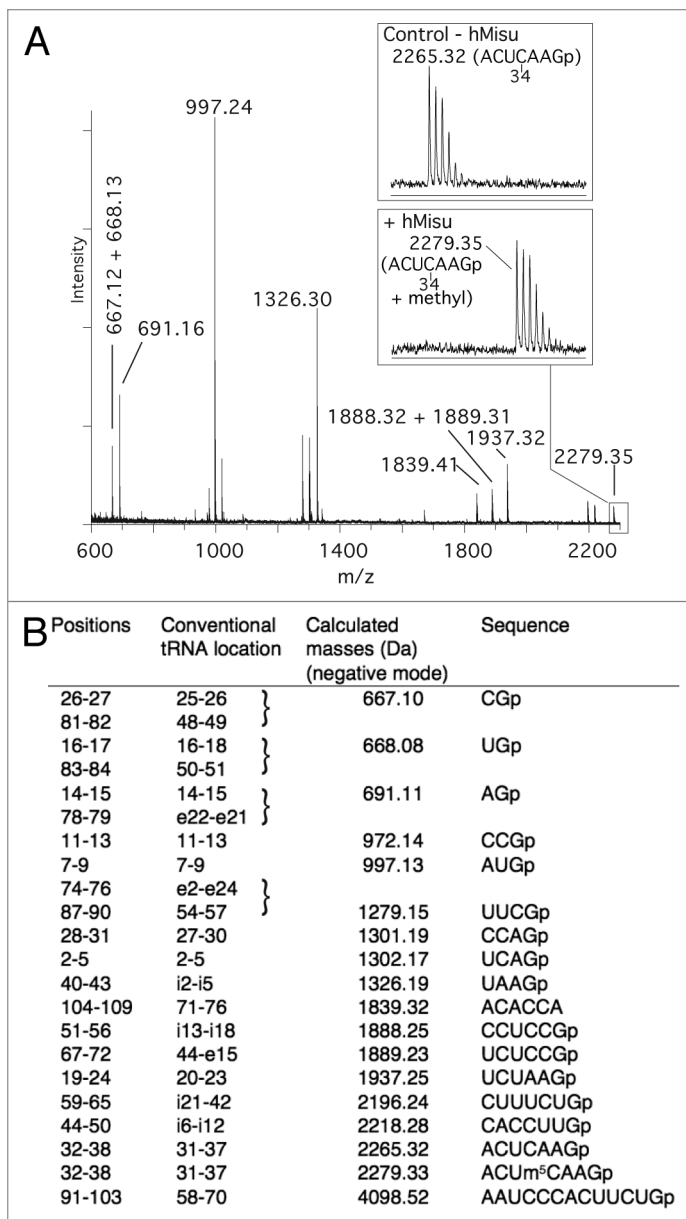 A
Control - hMisu
2265.32 (ACUCAAGp)
34
+ hMisu
2279.35
(ACUCAAGp
34
+ methyl)
Intensity
667.12 + 668.13
691.16
997.24
1326.30
1839.41
1888.32 + 1889.31
1937.32
2279.35
600 1000 1400 1800 2200
m/z
B
Positions Conventional Calculated Sequence
tRNA location masses (Da)
(negative mode)
26-27 25-26 } 667.10 CGp
81-82 48-49
16-17 16-18 } 668.08 UGp
83-84 50-51
14-15 14-15 } 691.11 AGp
78-79 e22-e21
11-13 11-13 972.14 CCGp
7-9 7-9 997.13 AUGp
74-76 e2-e24 }
87-90 54-57 1279.15 UUCGp
28-31 27-30 1301.19 CCAGp
2-5 2-5 1302.17 UCAGp
40-43 i2-i5 1326.19 UAAGp
104-109 71-76 1839.32 ACACCA
51-56 i13-i18 1888.25 CCUCCGp
67-72 44-e15 1889.23 UCUCCGp
19-24 20-23 1937.25 UCUAAGp
59-65 i21-42 2196.24 CUUUCUGp
44-50 i6-i12 2218.28 CACCUUGp
32-38 31-37 2265.32 ACUCAAGp
32-38 31-37 2279.33 ACUm⁵CAAGp
91-103 58-70 4098.52 AAUCCCACUUCUGp